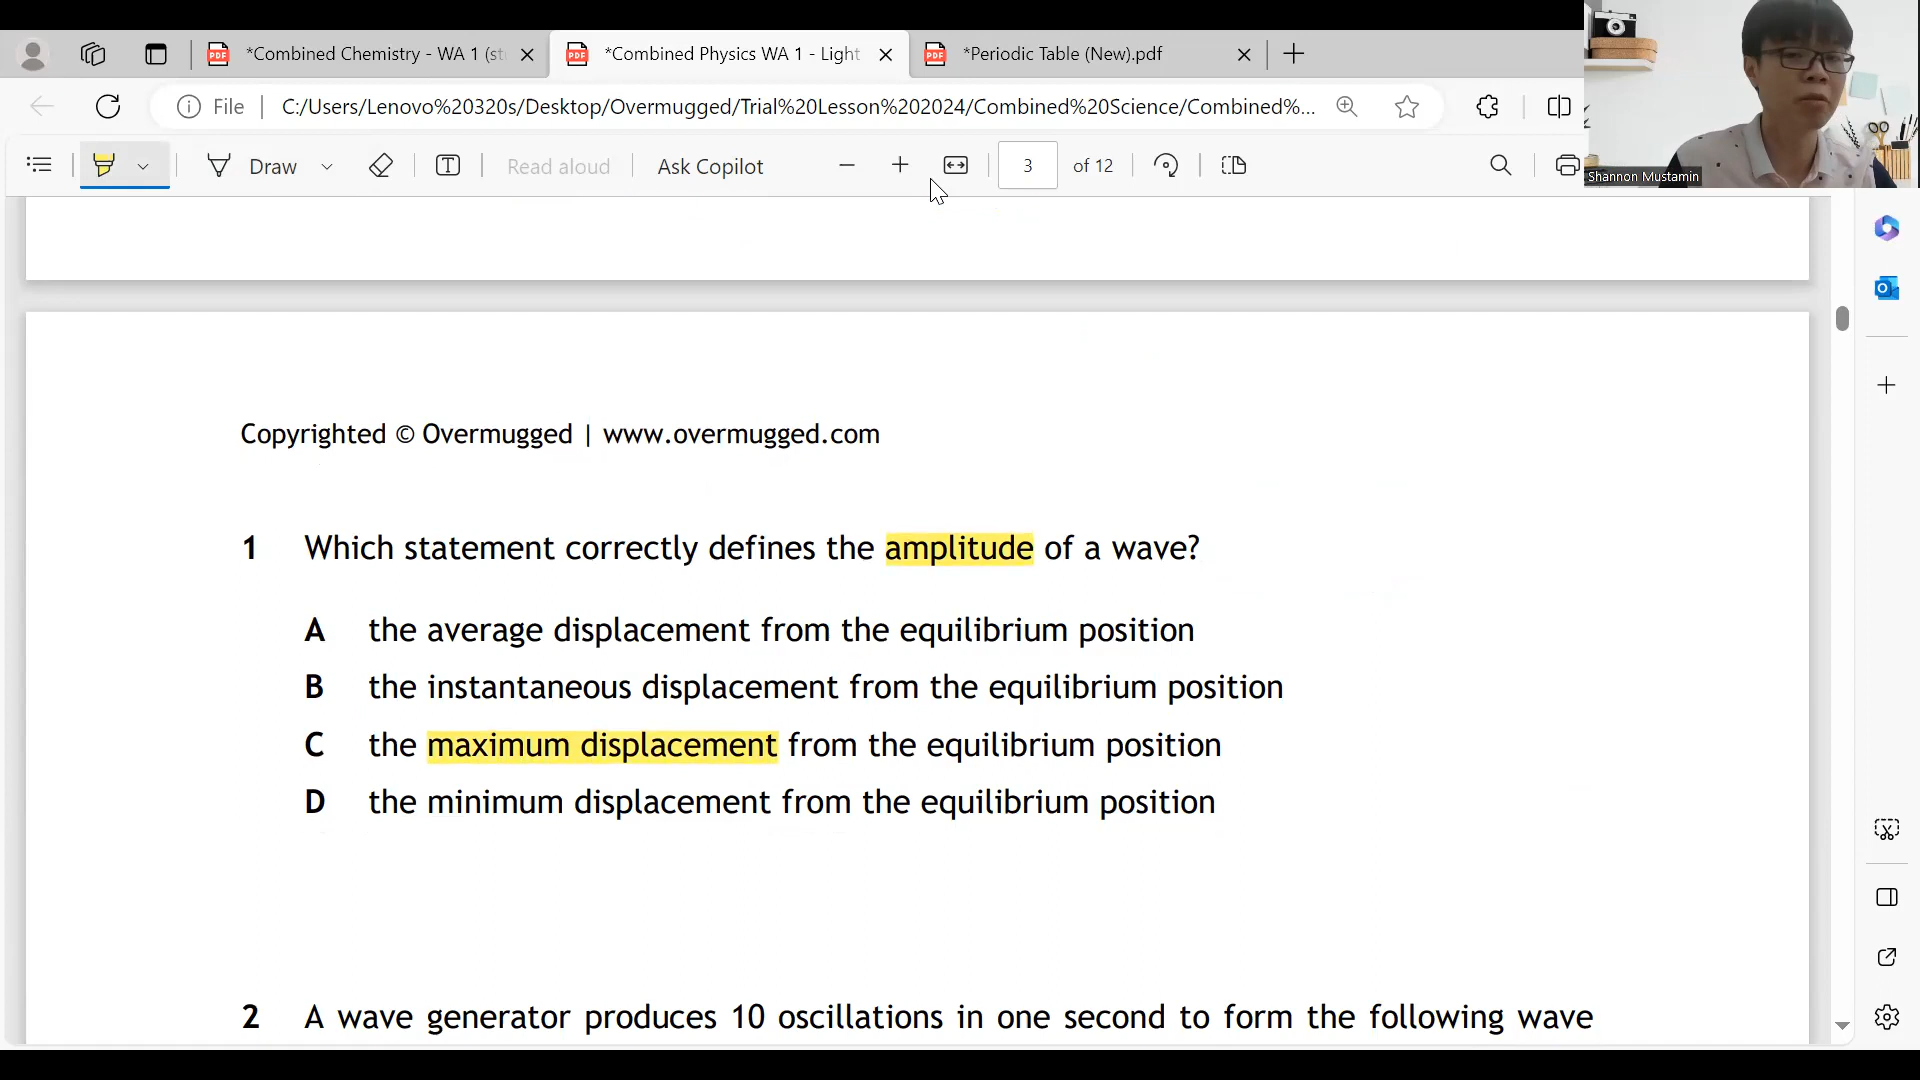 *Combined Chemistry - WA 1 (st
*Combined Physics WA 1 - Light
*Periodic Table (New).pdf
File
C:/Users/Lenovo%20320s/Desktop/Overmugged/Trial%20Lesson%202024/Combined%20Science/Combined%...
Draw
Read aloud
Ask Copilot
3
of 12
Shannon Mustamin
Copyrighted © Overmugged | www.overmugged.com
1 Which statement correctly defines the amplitude of a wave?
A the average displacement from the equilibrium position
B the instantaneous displacement from the equilibrium position
C the maximum displacement from the equilibrium position
D the minimum displacement from the equilibrium position
2 A wave generator produces 10 oscillations in one second to form the following wave